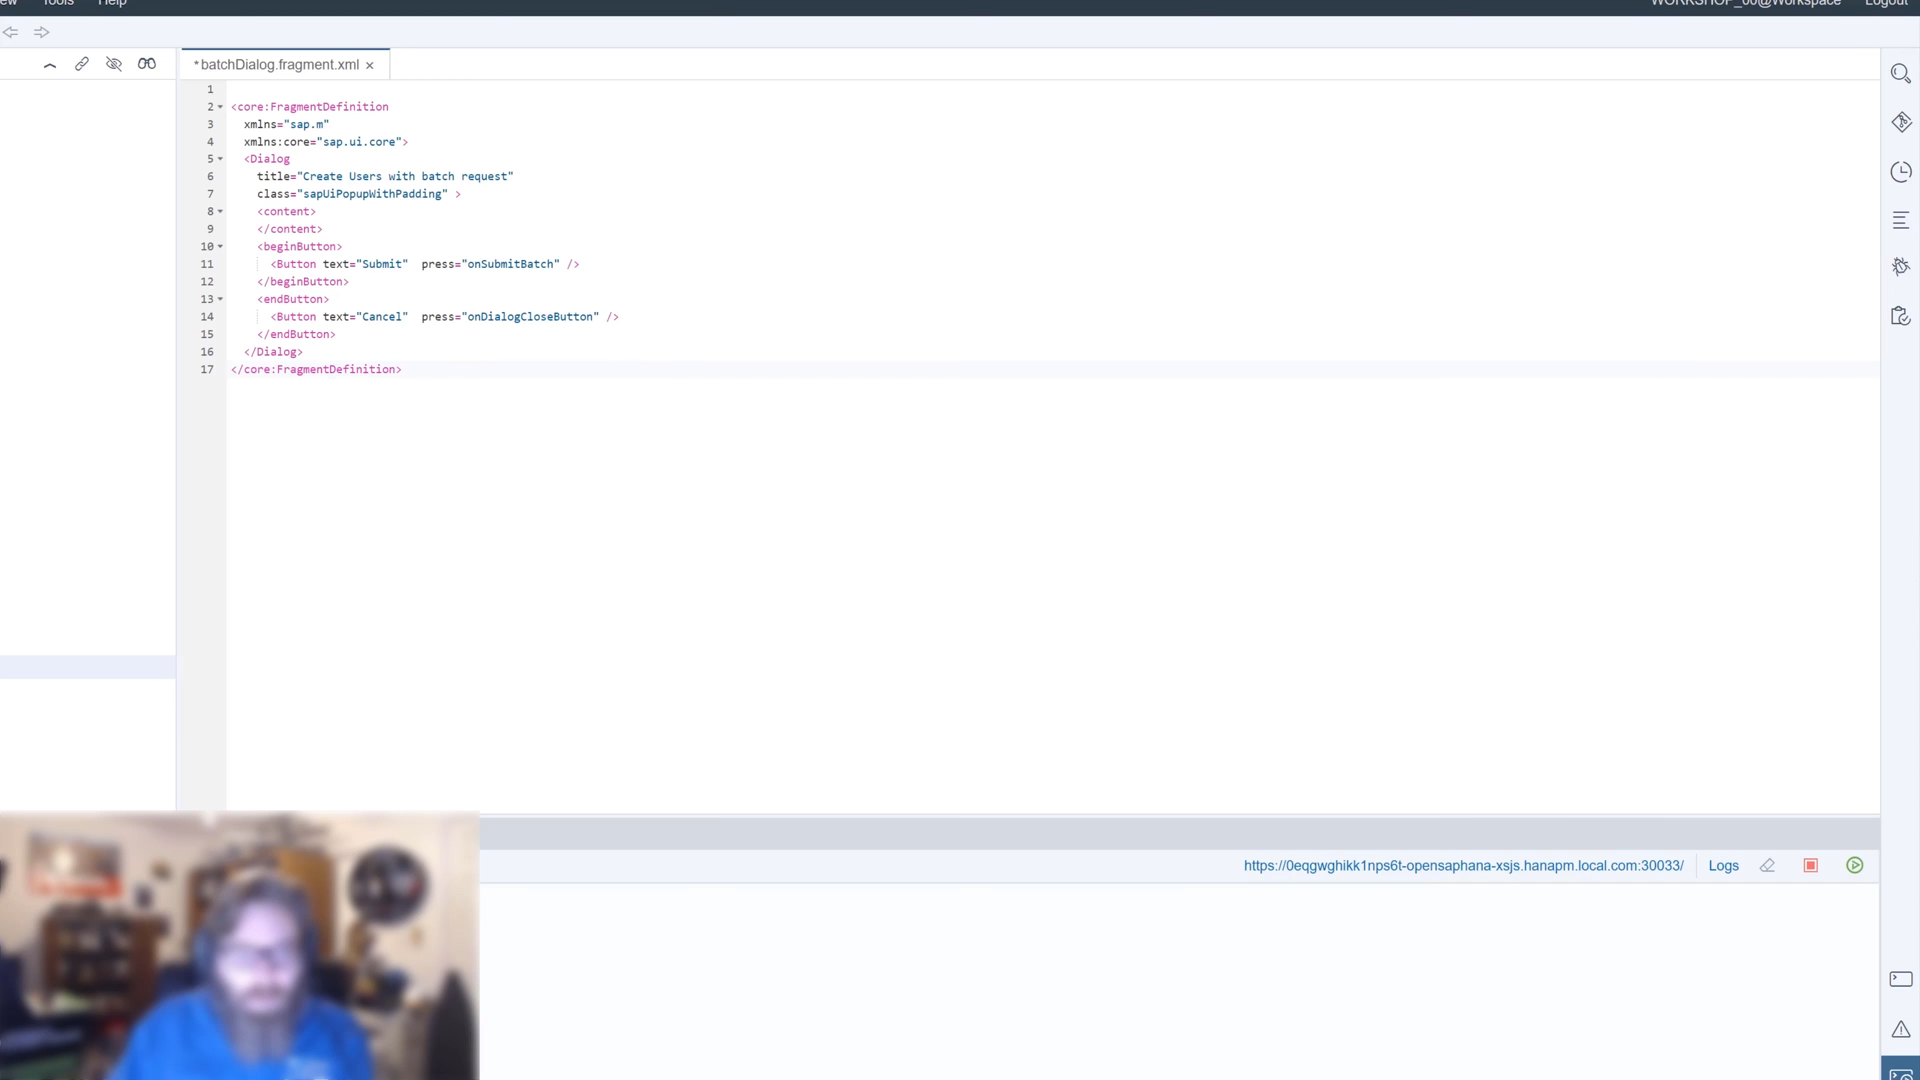 Tools Help
Logout
*batchDialog.fragment.xml ×
1
2 <core:FragmentDefinition
3 xmlns="sap.m"
4 xmlns:core="sap.ui.core">
5 <Dialog
6 title="Create Users with batch request"
7 class="sapUiPopupWithPadding" >
8 <content>
9 </content>
10 <beginButton>
11 <Button text="Submit"  press="onSubmitBatch" />
12 </beginButton>
13 <endButton>
14 <Button text="Cancel"  press="onDialogCloseButton" />
15 </endButton>
16 </Dialog>
17 </core:FragmentDefinition>
https://0eqgwghikk1nps6t-opensaphana-xsjs.hanapm.local.com:30033/ Logs